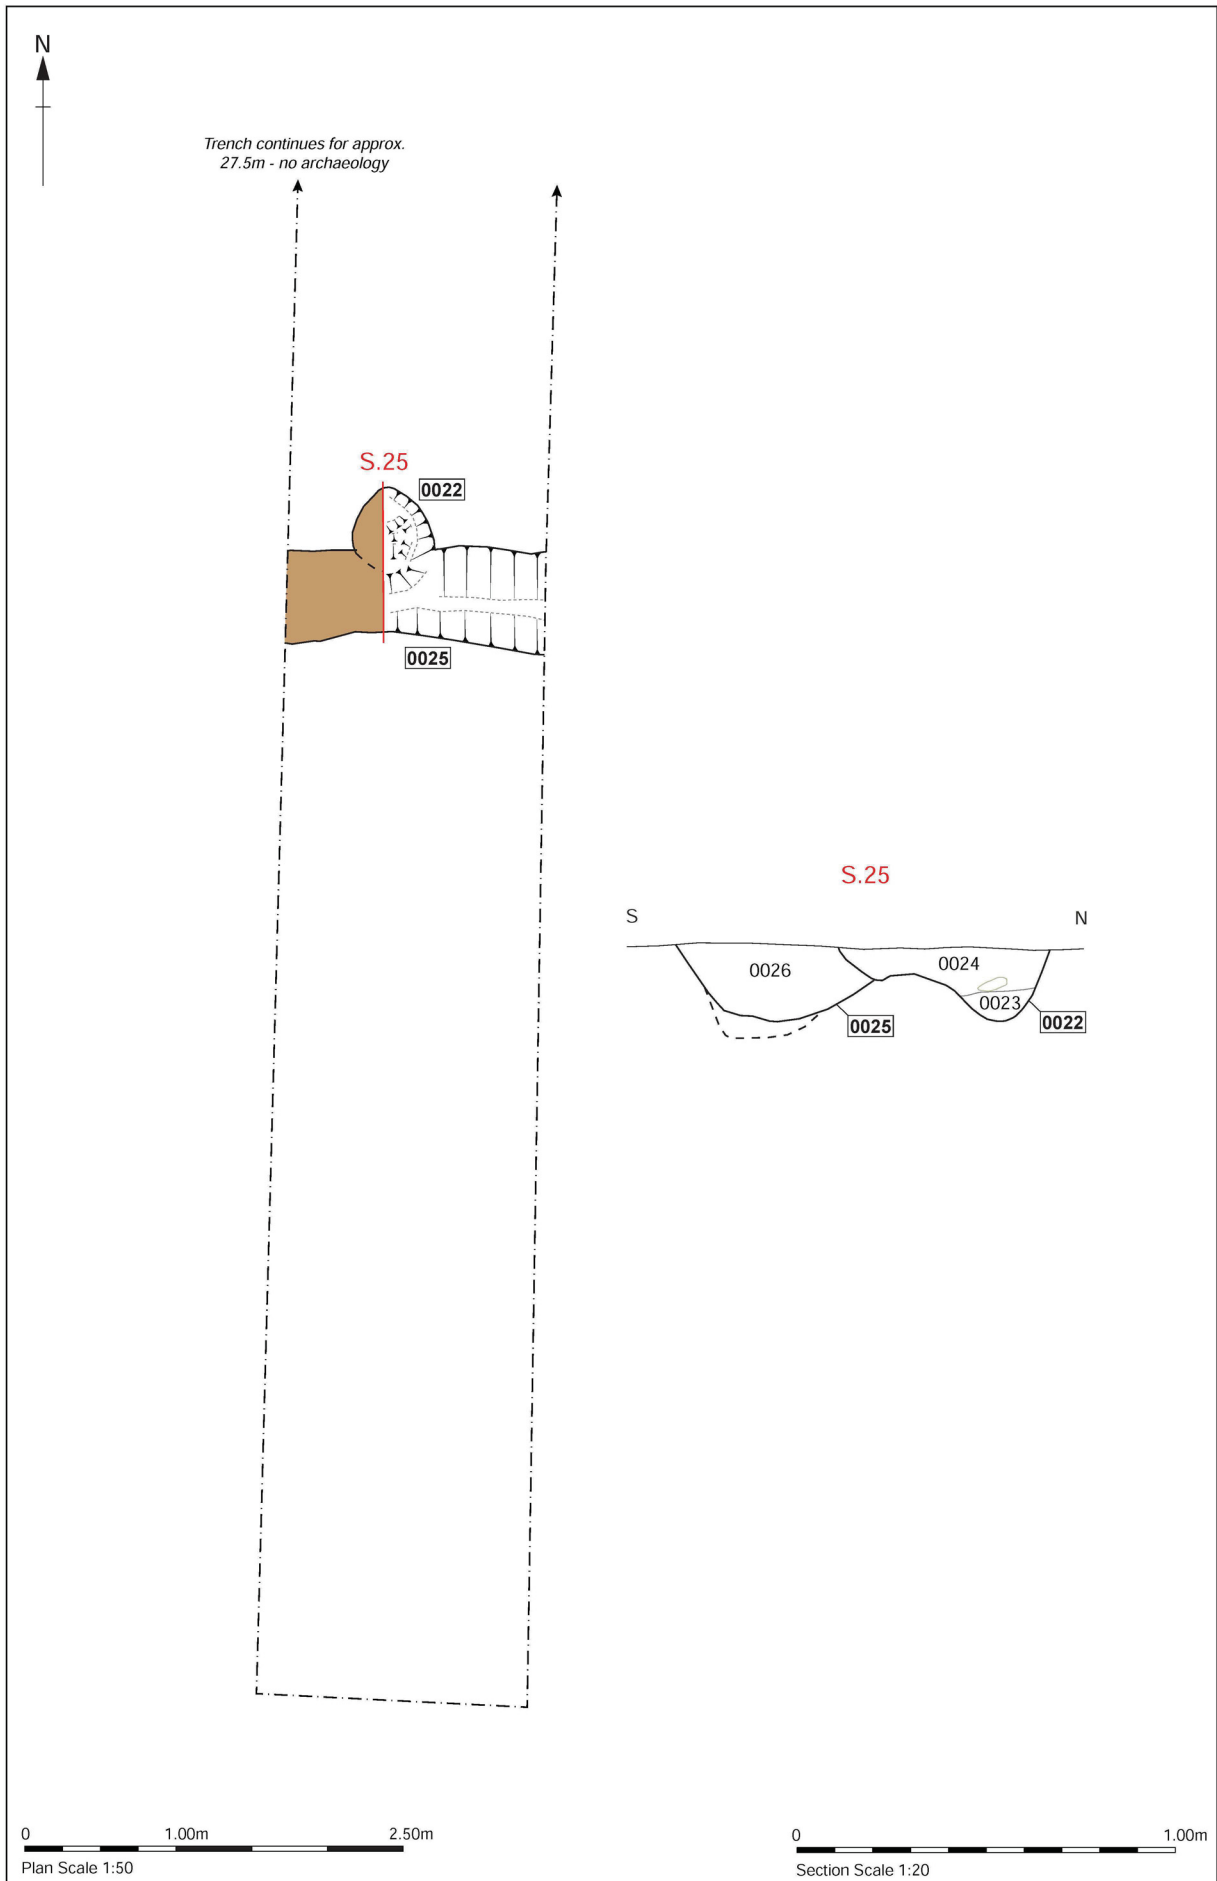 N
Trench continues for approx.
27.5m - no archaeology
S.25
0022
0025
S.25
S
N
0026
0024
0023
0025
0022
0 1.00m 2.50m
Plan Scale 1:50
0 1.00m
Section Scale 1:20